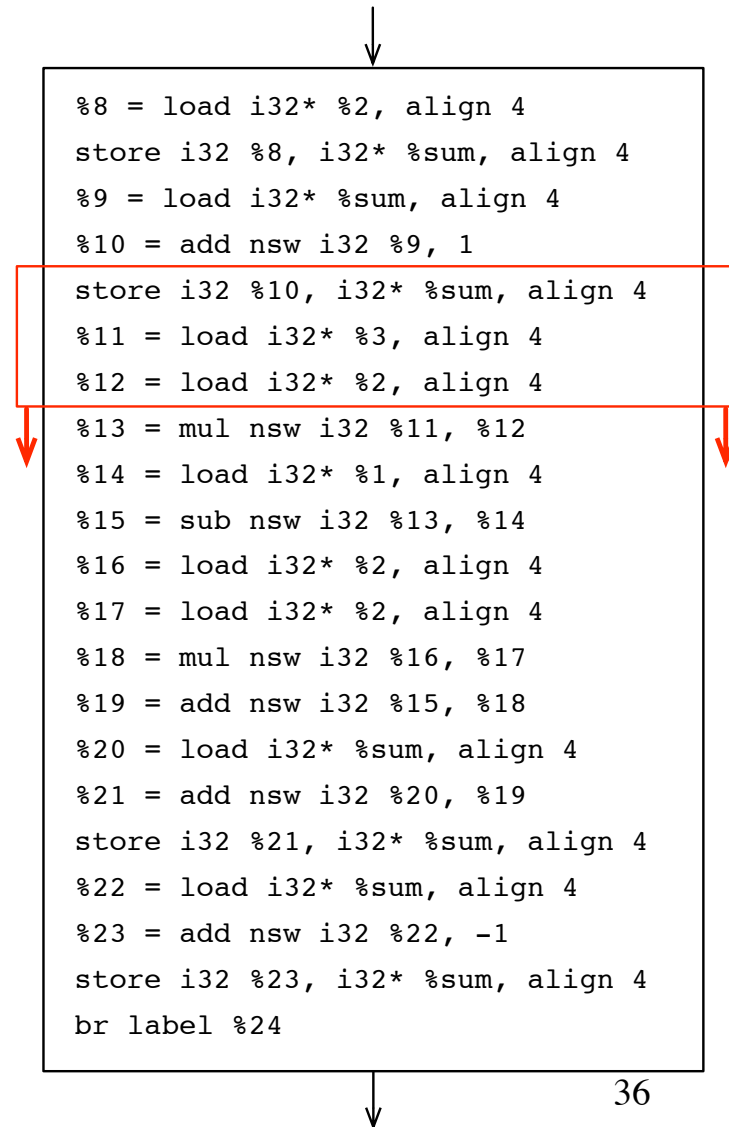 %8 = load i32* %2, align 4
store i32 %8, i32* %sum, align 4
%9 = load i32* %sum, align 4
%10 = add nsw i32 %9, 1
store i32 %10, i32* %sum, align 4
%11 = load i32* %3, align 4
%12 = load i32* %2, align 4
%13 = mul nsw i32 %11, %12
%14 = load i32* %1, align 4
%15 = sub nsw i32 %13, %14
%16 = load i32* %2, align 4
%17 = load i32* %2, align 4
%18 = mul nsw i32 %16, %17
%19 = add nsw i32 %15, %18
%20 = load i32* %sum, align 4
%21 = add nsw i32 %20, %19
store i32 %21, i32* %sum, align 4
%22 = load i32* %sum, align 4
%23 = add nsw i32 %22, -1
store i32 %23, i32* %sum, align 4
br label %24
36